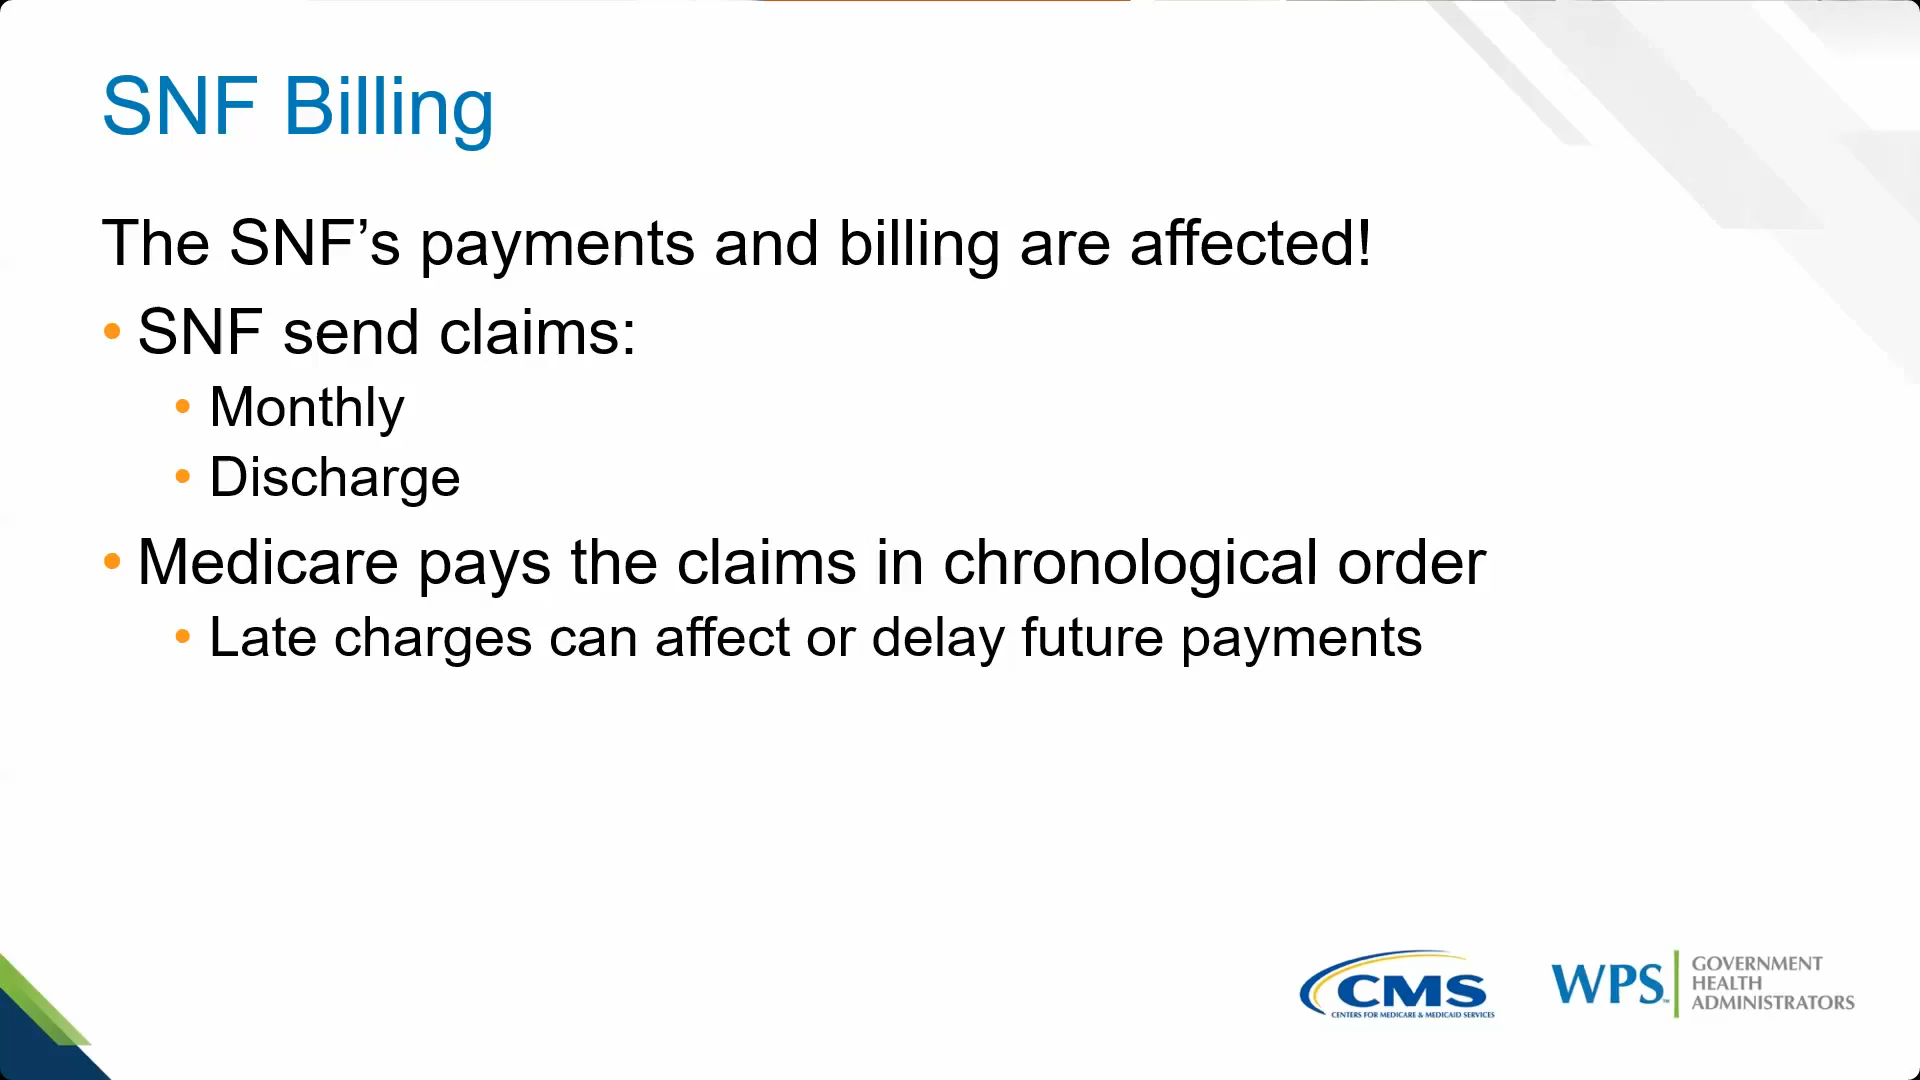 SNF Billing
The SNF’s payments and billing are affected!
• SNF send claims:
• Monthly
• Discharge
• Medicare pays the claims in chronological order
• Late charges can affect or delay future payments
CMS
CENTERS FOR MEDICARE & MEDICAID SERVICES
WPS
GOVERNMENT
HEALTH
ADMINISTRATORS